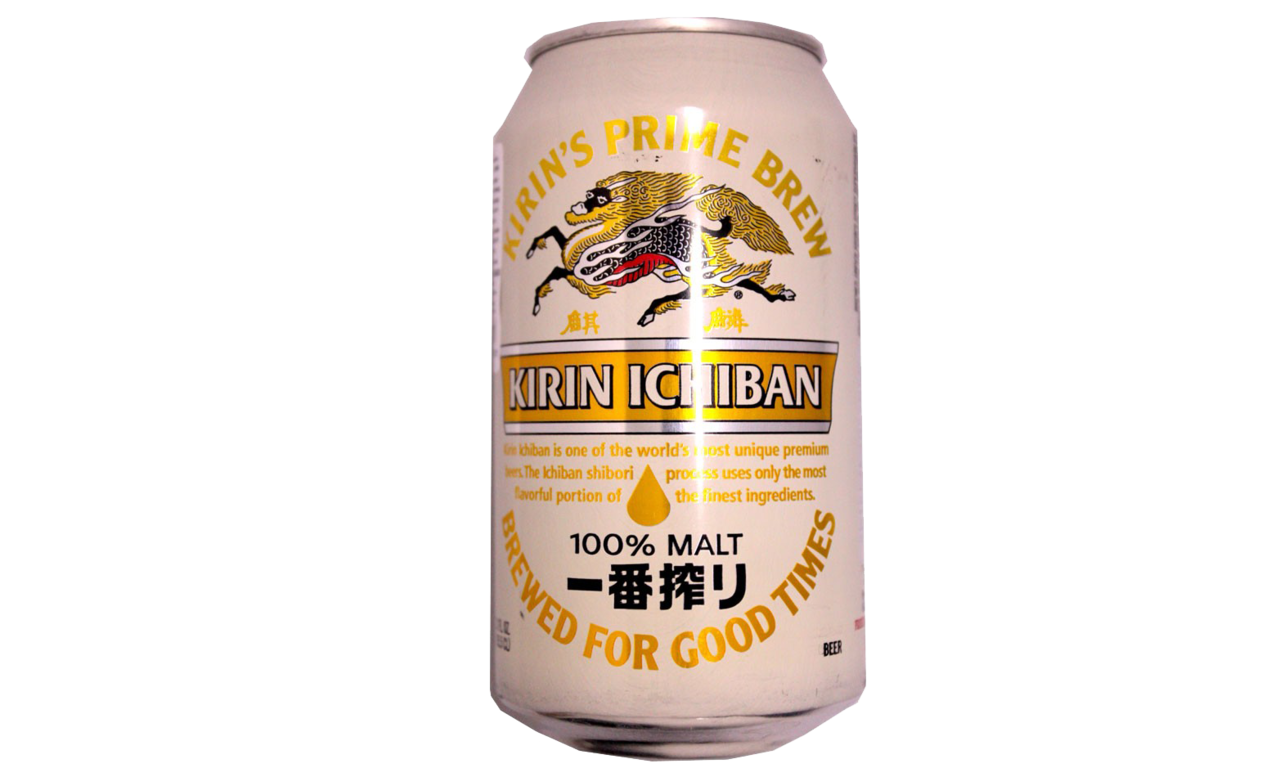 KIRIN'S PRIME BREW
KIRIN ICHIBAN
Kirin Ichiban is one of the world's most unique premium
beers. The Ichiban shibori process uses only the most
flavorful portion of the finest ingredients.
100% MALT
一番搾り
BREWED FOR GOOD TIMES
BEER